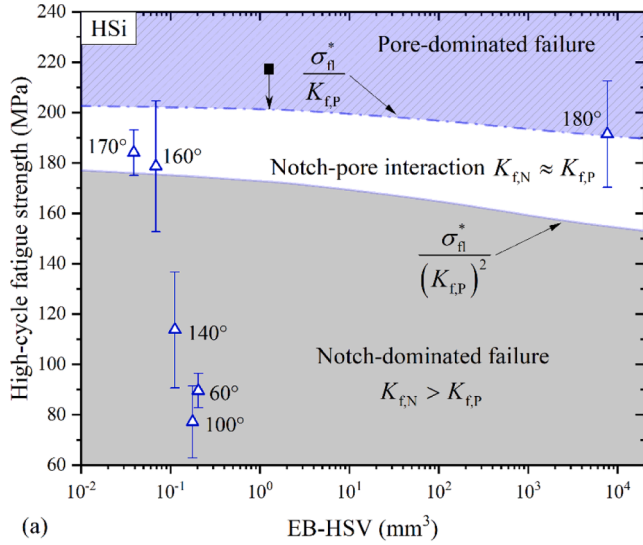 HSi
Pore-dominated failure
σ*fl
Kf,P
170°
160°
180°
Notch-pore interaction Kf,N ≈ Kf,P
σ*fl
(Kf,P)²
140°
60°
100°
Notch-dominated failure
Kf,N > Kf,P
High-cycle fatigue strength (MPa)
240
220
200
180
160
140
120
100
80
60
10⁻² 10⁻¹ 10⁰ 10¹ 10² 10³ 10⁴
(a)
EB-HSV (mm³)